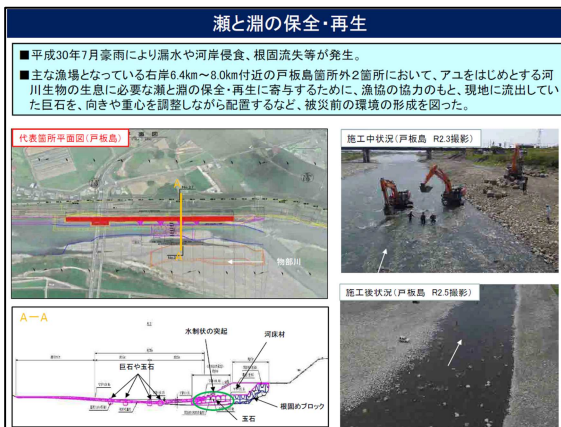 瀬と淵の保全・再生
■平成30年7月豪雨により漏水や河岸侵食、根固流失等が発生。
■主な漁場となっている右岸6.4km～8.0km付近の戸板島箇所外2箇所において、アユをはじめとする河
川生物の生息に必要な瀬と淵の保全・再生に寄与するために、漁協の協力のもと、現地に流出してい
た巨石を、向きや重心を調整しながら配置するなど、被災前の環境の形成を図った。
代表箇所平面図（戸板島）
物部川
施工中状況（戸板島　R2.3撮影）
施工後状況（戸板島　R2.5撮影）
A－A
水制状の突起
河床材
巨石や玉石
玉石
根固めブロック